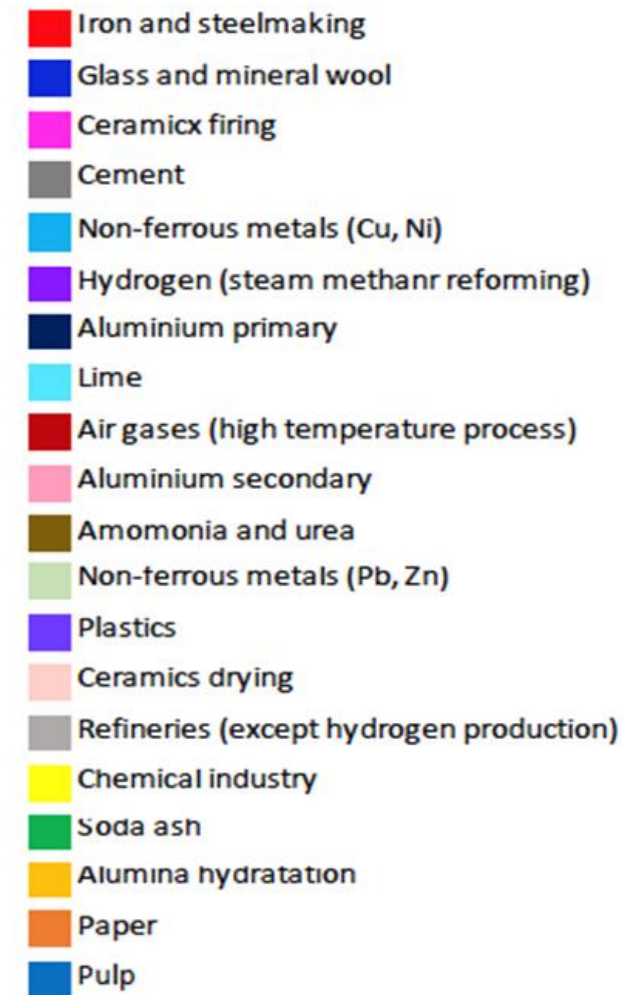 Iron and steelmaking
Glass and mineral wool
Ceramicx firing
Cement
Non-ferrous metals (Cu, Ni)
Hydrogen (steam methanr reforming)
Aluminium primary
Lime
Air gases (high temperature process)
Aluminium secondary
Amomonia and urea
Non-ferrous metals (Pb, Zn)
Plastics
Ceramics drying
Refineries (except hydrogen production)
Chemical industry
Soda ash
Alumina hydratation
Paper
Pulp